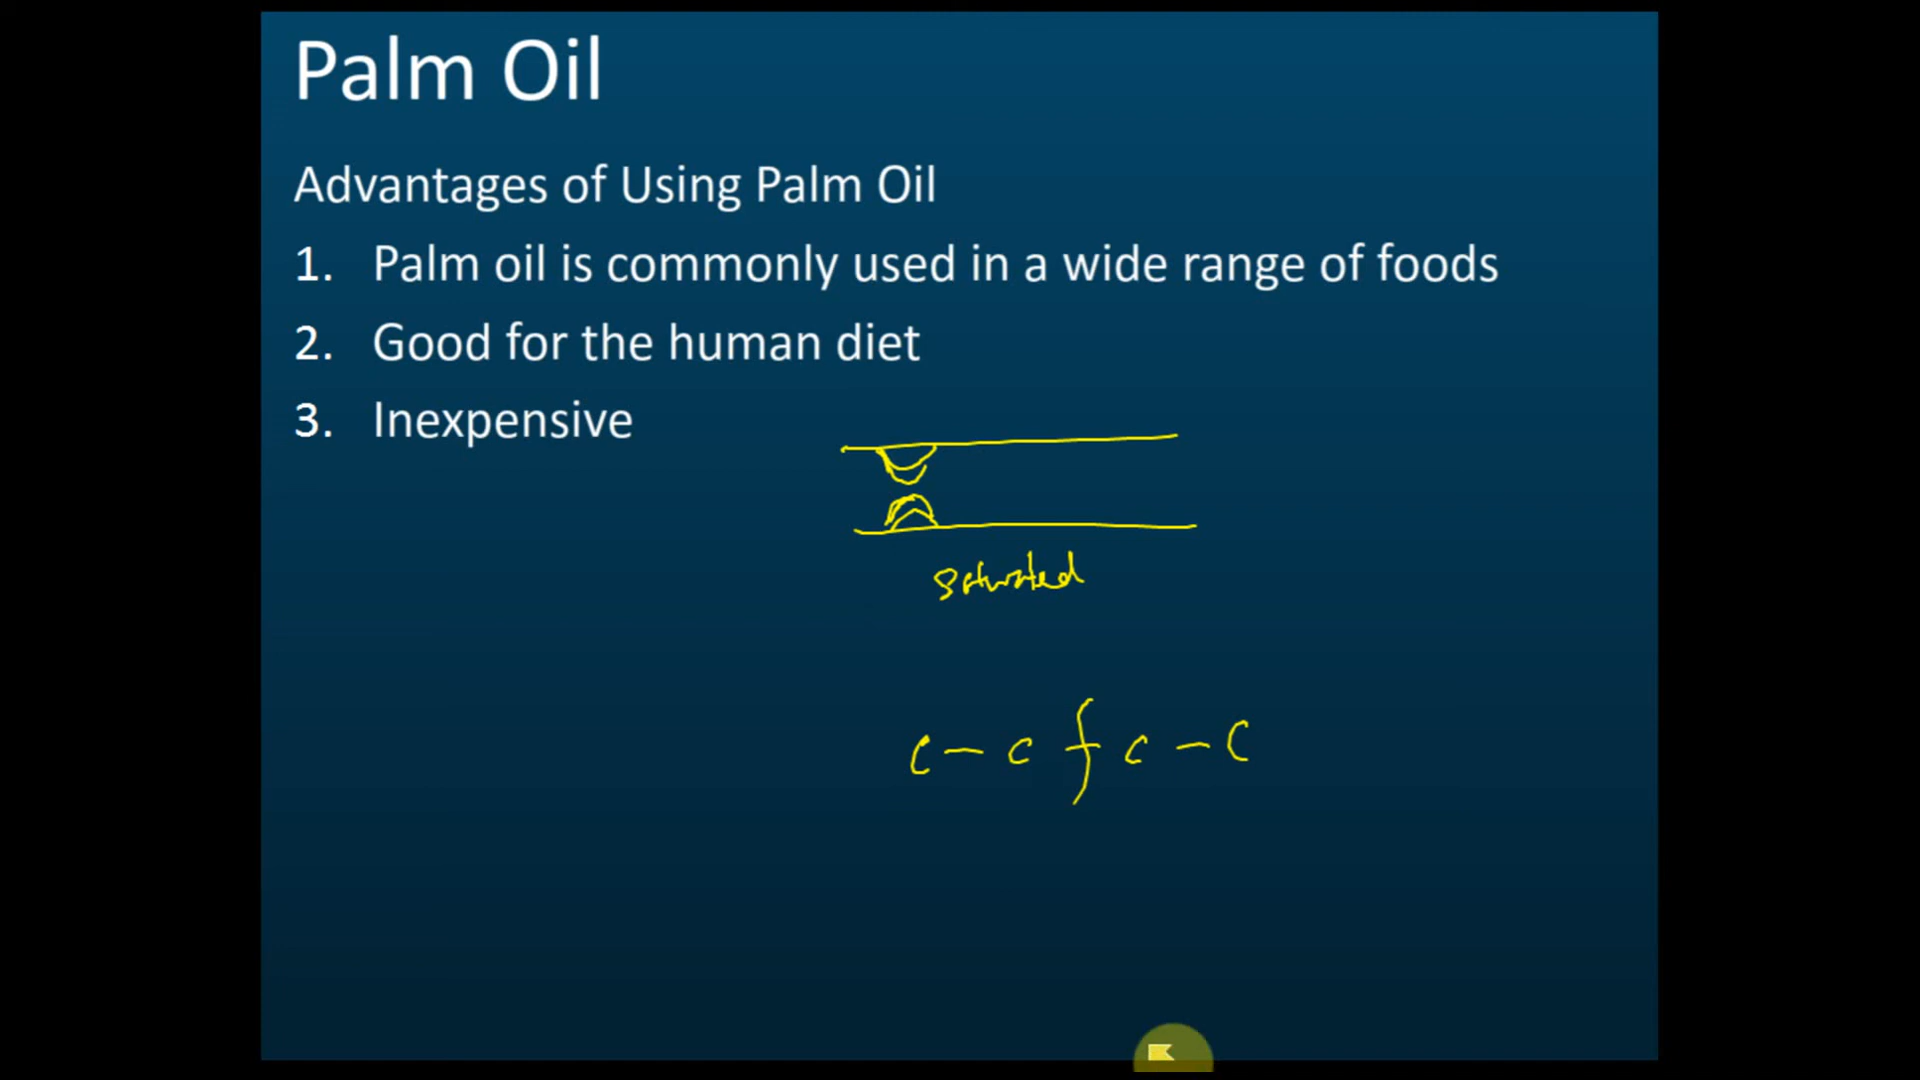 Palm Oil
Advantages of Using Palm Oil
1. Palm oil is commonly used in a wide range of foods
2. Good for the human diet
3. Inexpensive
saturated
c - c + c - c